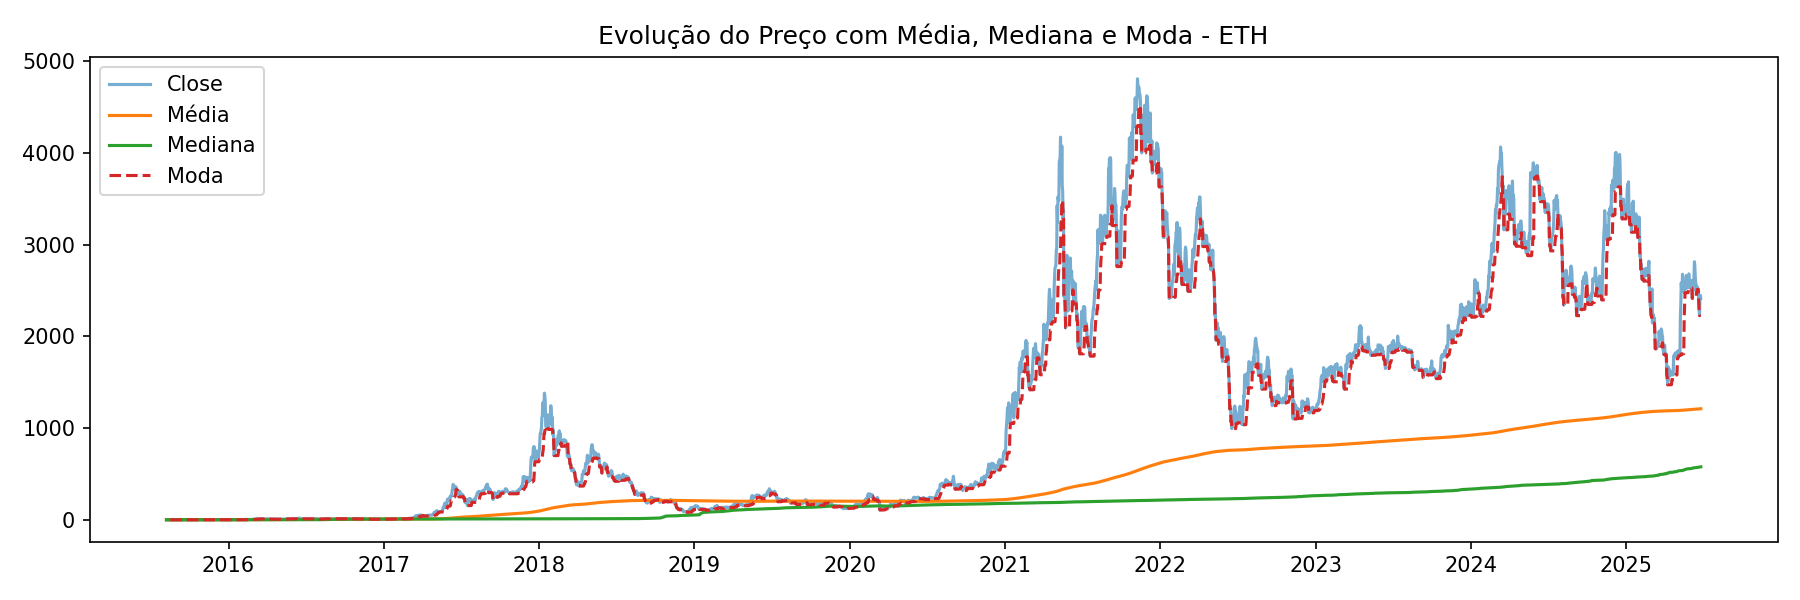 Evolução do Preço com Média, Mediana e Moda - ETH
Close
Média
Mediana
Moda
5000
4000
3000
2000
1000
0
2016 2017 2018 2019 2020 2021 2022 2023 2024 2025